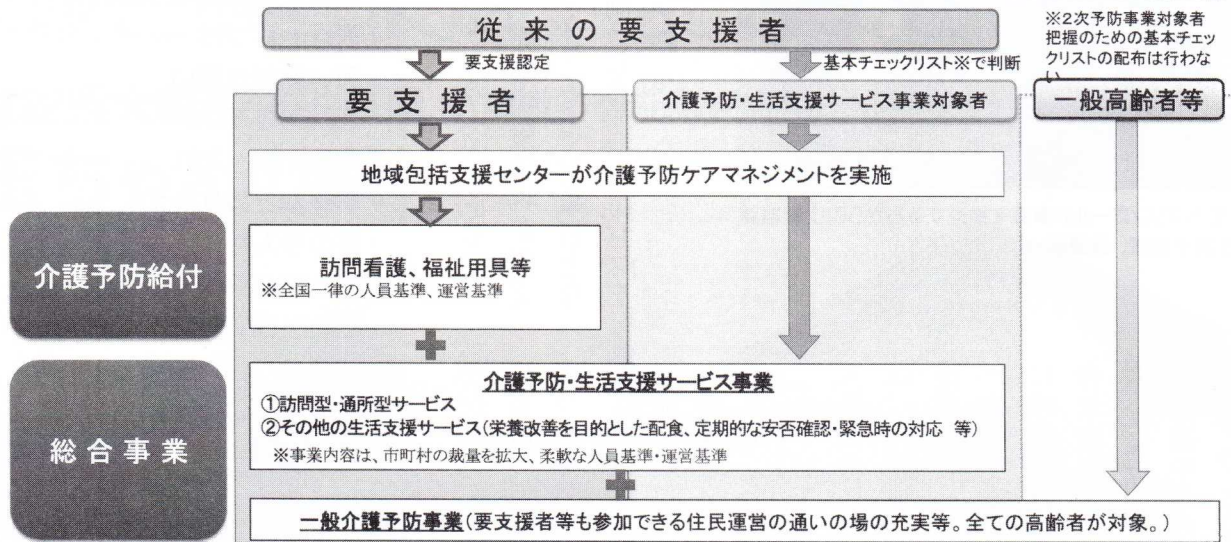 従来の要支援者
※2次予防事業対象者
把握のための基本チェッ
クリストの配布は行わな
い
要支援認定
基本チェックリスト※で判断
要支援者
介護予防・生活支援サービス事業対象者
一般高齢者等
地域包括支援センターが介護予防ケアマネジメントを実施
介護予防給付
訪問看護、福祉用具等
※全国一律の人員基準、運営基準
総合事業
介護予防・生活支援サービス事業
①訪問型・通所型サービス
②その他の生活支援サービス(栄養改善を目的とした配食、定期的な安否確認・緊急時の対応 等)
※事業内容は、市町村の裁量を拡大、柔軟な人員基準・運営基準
一般介護予防事業(要支援者等も参加できる住民運営の通いの場の充実等。全ての高齢者が対象。)